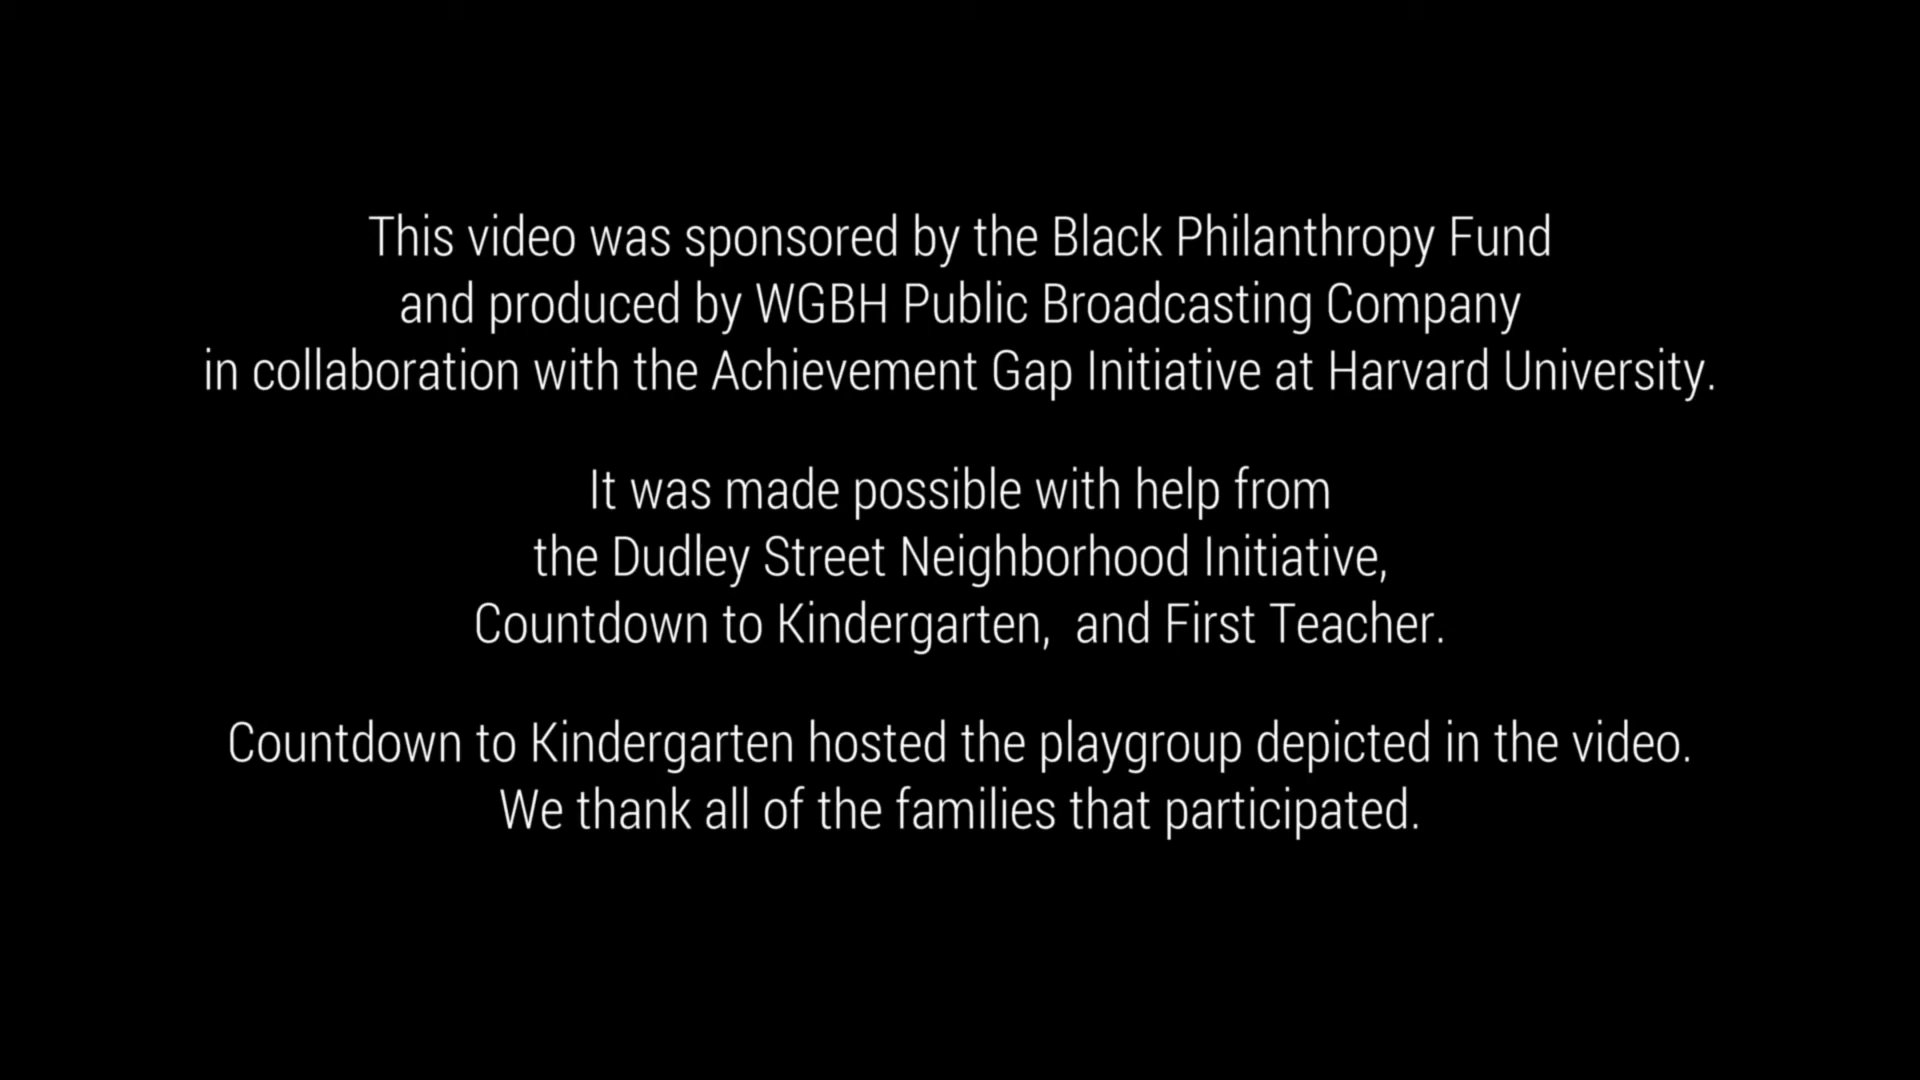 This video was sponsored by the Black Philanthropy Fund
and produced by WGBH Public Broadcasting Company
in collaboration with the Achievement Gap Initiative at Harvard University.
It was made possible with help from
the Dudley Street Neighborhood Initiative,
Countdown to Kindergarten,  and First Teacher.
Countdown to Kindergarten hosted the playgroup depicted in the video.
We thank all of the families that participated.